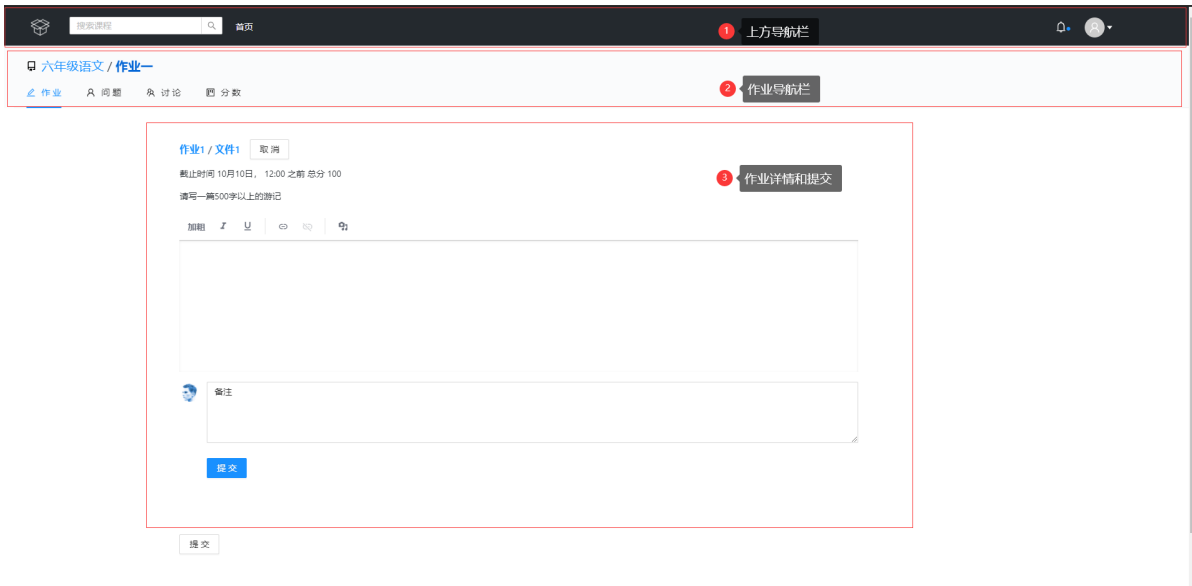 搜索课程 首页 1 上方导航栏
六年级语文 / 作业一
作业 问题 讨论 分数 2 作业导航栏
作业1 / 文件1 取 消
截止时间 10月10日， 12:00 之前 总分 100 3 作业详情和提交
请写一篇500字以上的游记
加粗 I U
备注
提 交
提 交